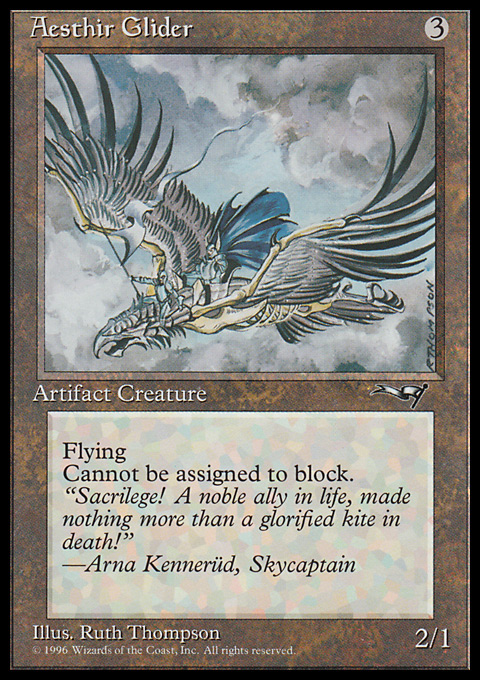 Aesthir Glider 3
R.THOMPSON
Artifact Creature
Flying
Cannot be assigned to block.
“Sacrilege! A noble ally in life, made
nothing more than a glorified kite in
death!”
—Arna Kennerüd, Skycaptain
Illus. Ruth Thompson
2/1
© 1996 Wizards of the Coast, Inc. All rights reserved.